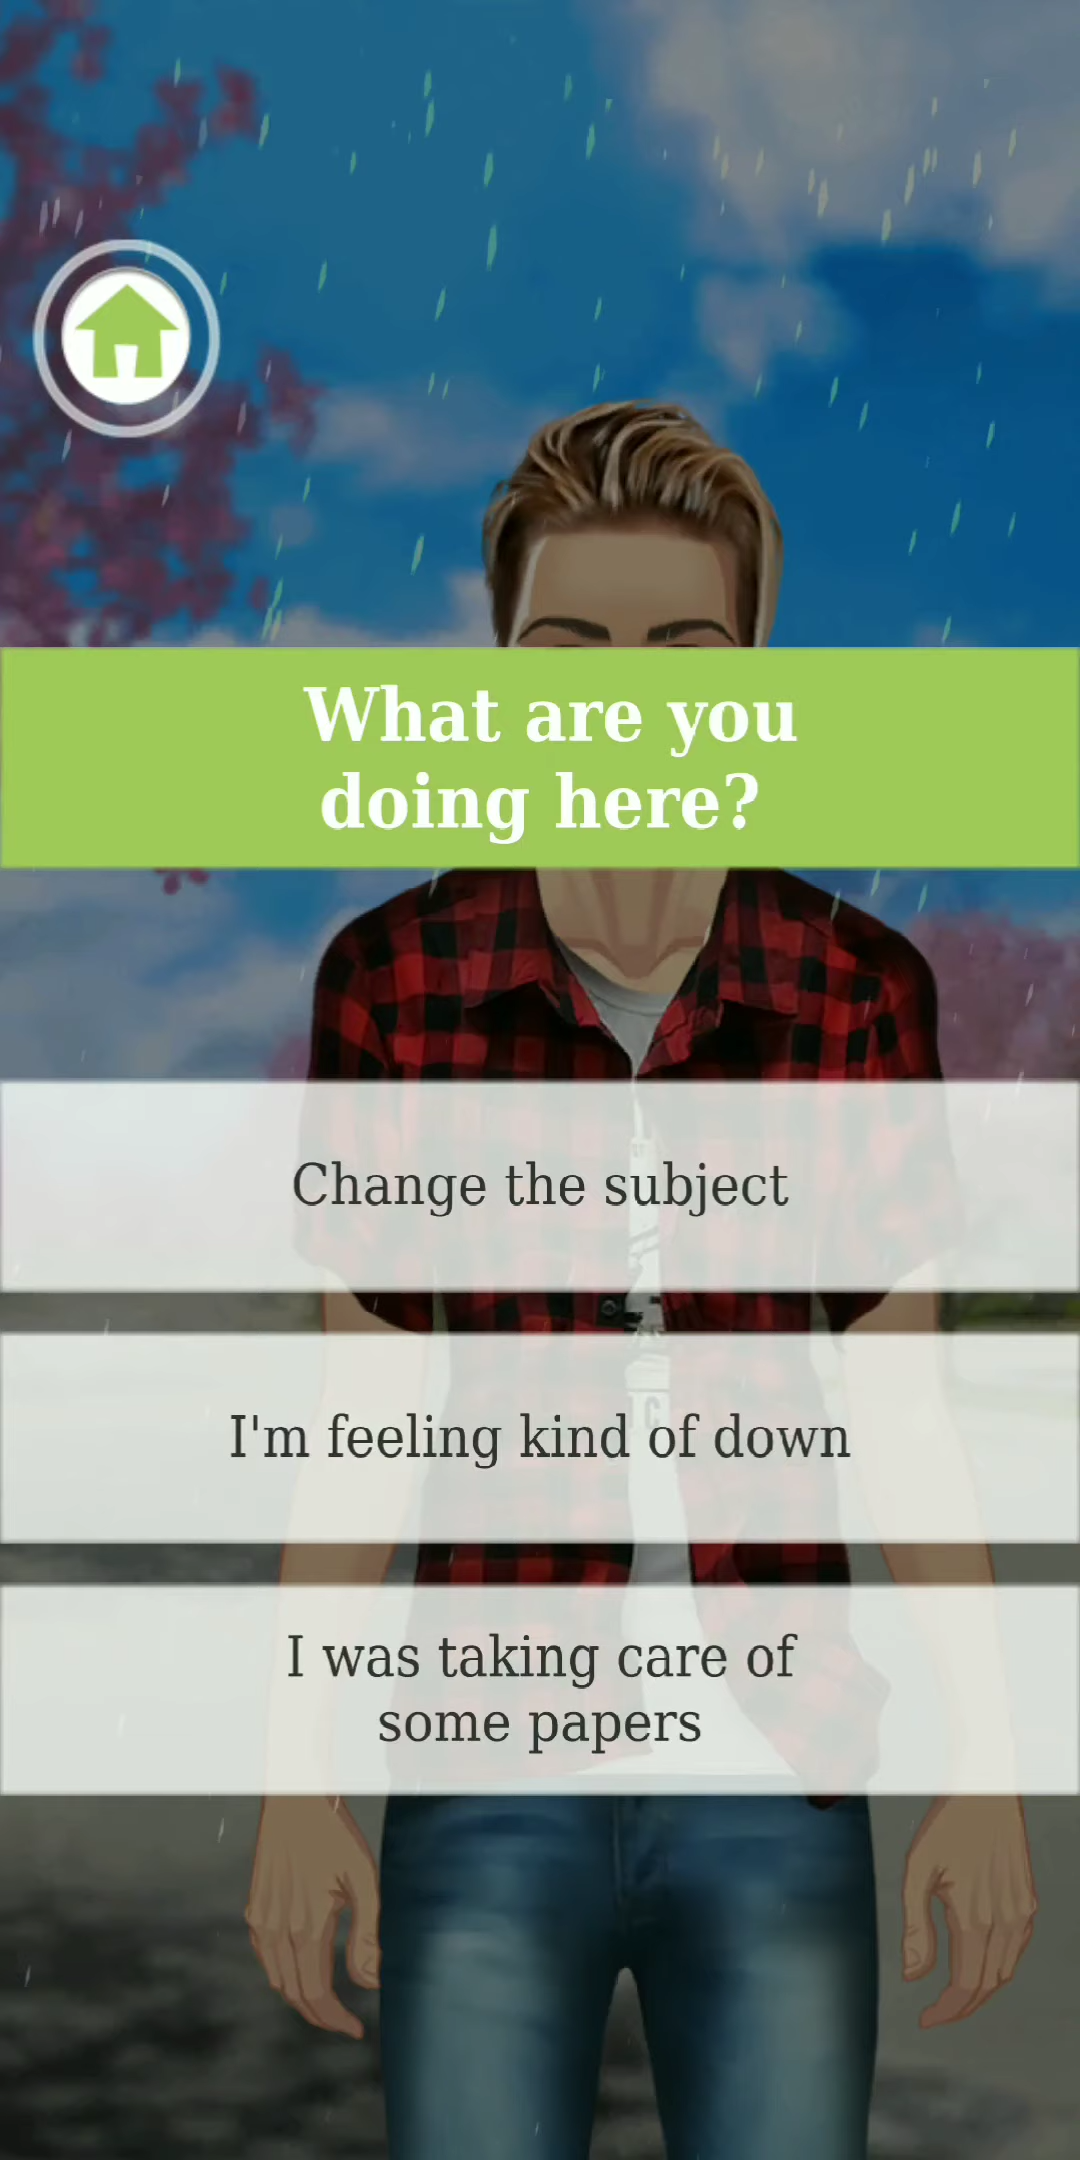 What are you
doing here?
Change the subject
I'm feeling kind of down
I was taking care of
some papers